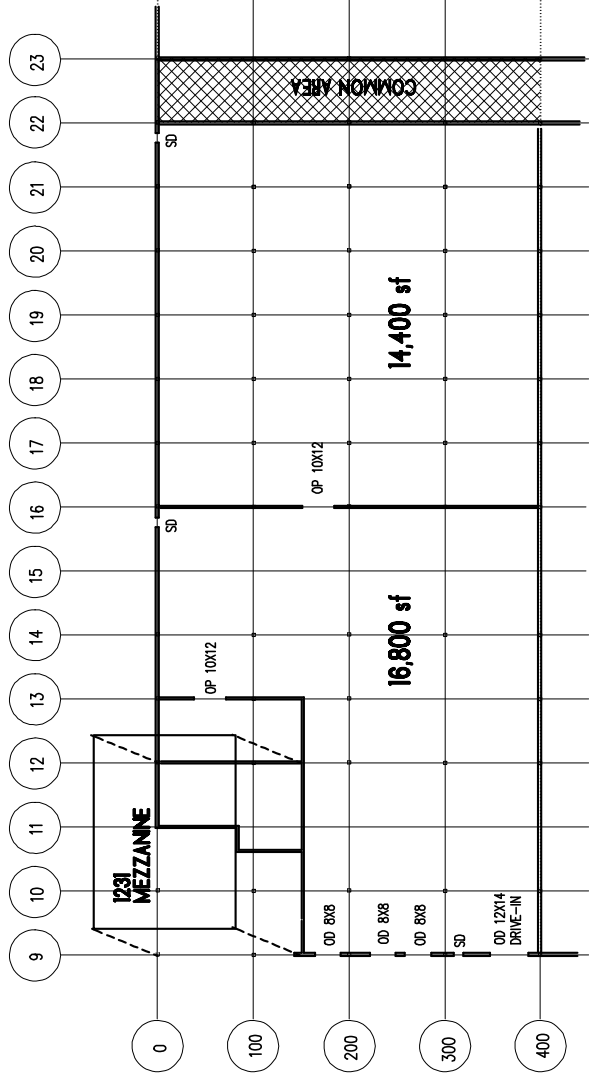 23
22
21
20
19
18
17
16
15
14
13
12
11
10
9
COMMON AREA
SD
14,400 sf
OP 10X12
SD
16,800 sf
OP 10X12
1231
MEZZANINE
OD 8X8
OD 8X8
OD 8X8
SD
OD 12X14
DRIVE-IN
0
100
200
300
400